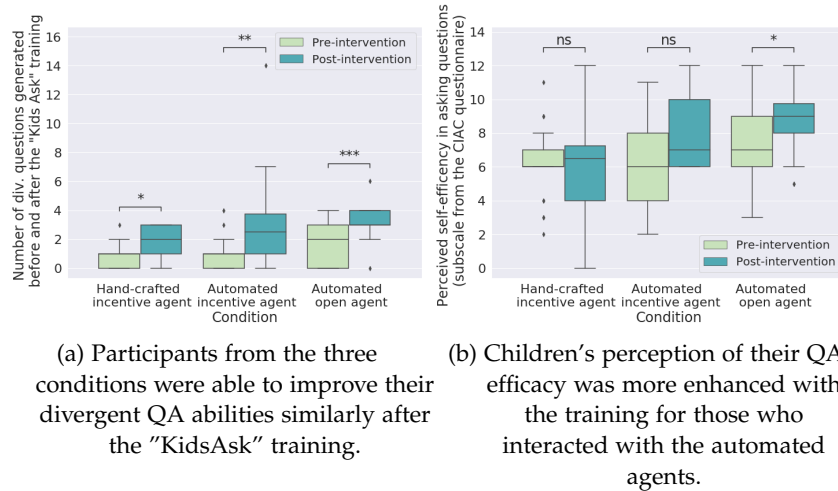 Number of div. questions generated
before and after the "Kids Ask" training
16
14
12
10
8
6
4
2
0
Pre-intervention
Post-intervention
*
**
***
Hand-crafted
incentive agent
Automated
incentive agent
Automated
open agent
Condition
(a) Participants from the three
conditions were able to improve their
divergent QA abilities similarly after
the "KidsAsk" training.
Perceived self-efficency in asking questions
(subscale from the CIAC questionnaire)
14
12
10
8
6
4
2
0
ns
ns
*
Pre-intervention
Post-intervention
Hand-crafted
incentive agent
Automated
incentive agent
Automated
open agent
Condition
(b) Children's perception of their QA
efficacy was more enhanced with
the training for those who
interacted with the automated
agents.